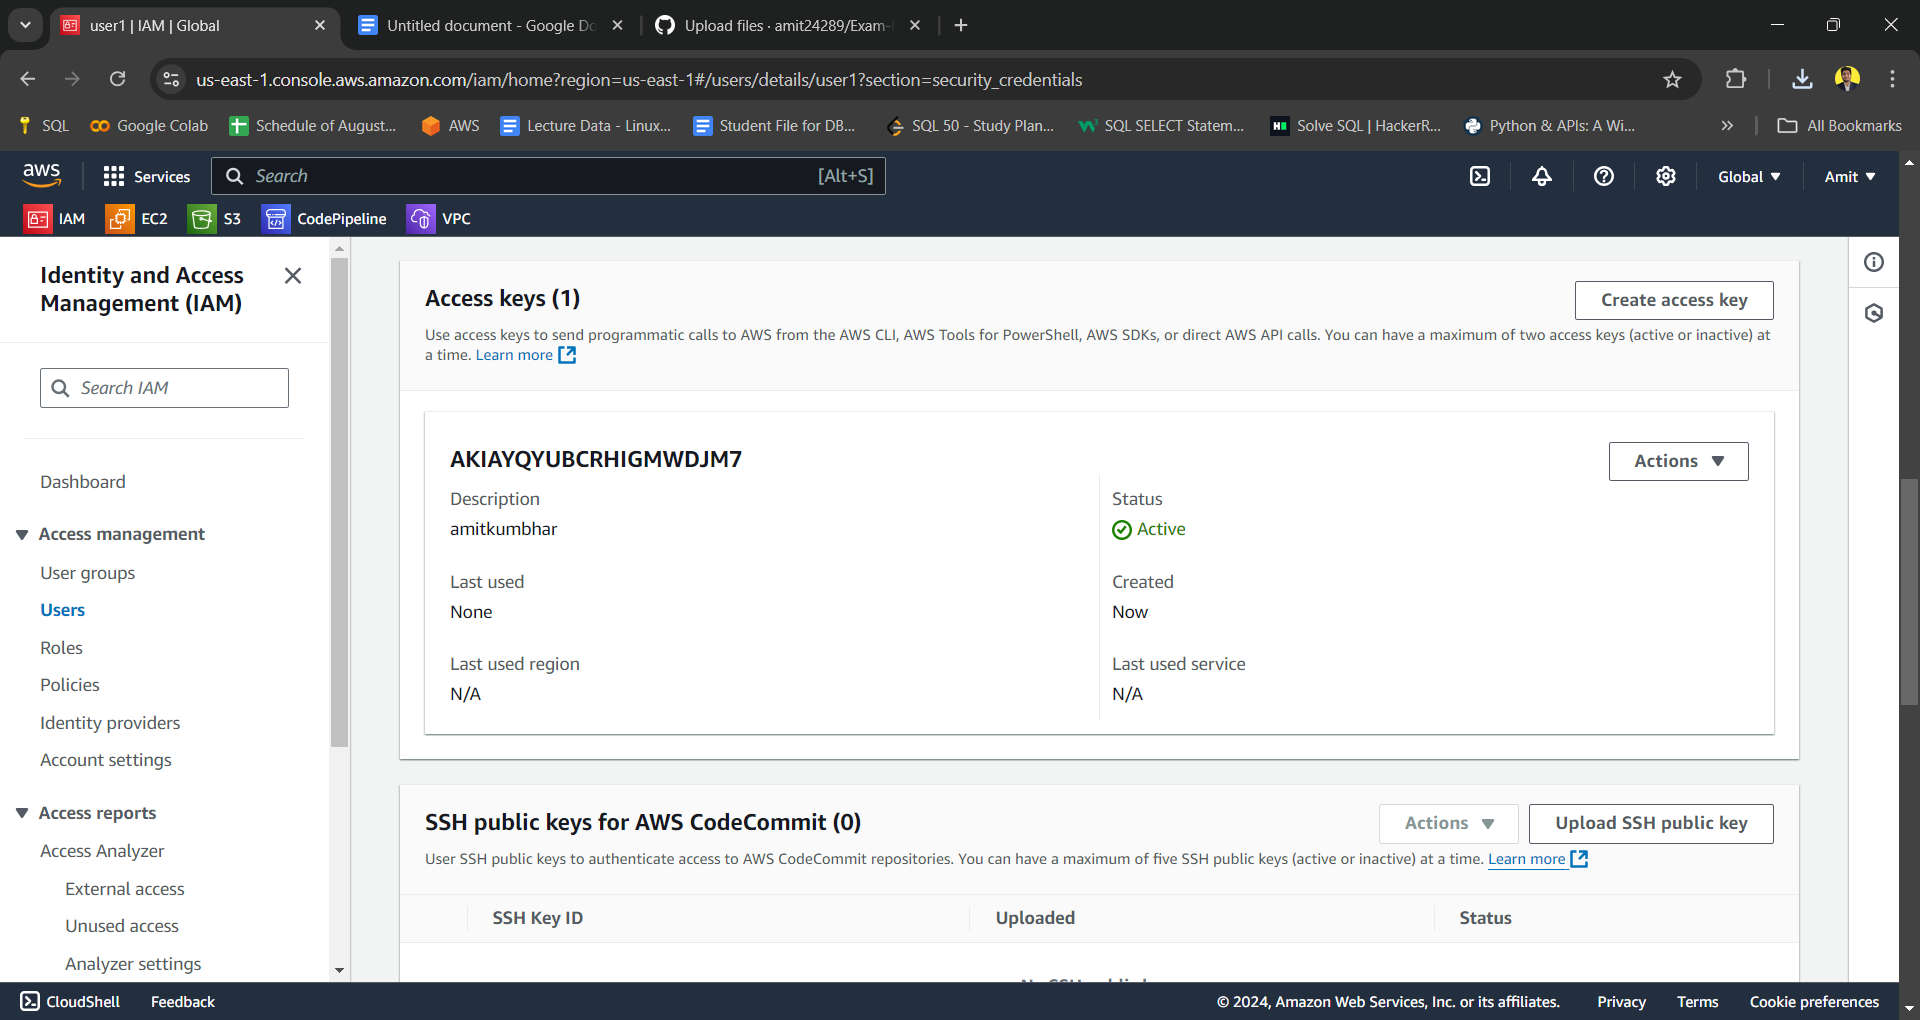 user1 | IAM | Global
Untitled document - Google Do
Upload files · amit24289/Exam-
us-east-1.console.aws.amazon.com/iam/home?region=us-east-1#/users/details/user1?section=security_credentials
SQL
Google Colab
Schedule of August...
AWS
Lecture Data - Linux...
Student File for DB...
SQL 50 - Study Plan...
SQL SELECT Statem...
Solve SQL | HackerR...
Python & APIs: A Wi...
All Bookmarks
aws
Services
Search
[Alt+S]
Global
Amit
IAM
EC2
S3
CodePipeline
VPC
Identity and Access
Management (IAM)
Search IAM
Dashboard
Access management
User groups
Users
Roles
Policies
Identity providers
Account settings
Access reports
Access Analyzer
External access
Unused access
Analyzer settings
Access keys (1)
Create access key
Use access keys to send programmatic calls to AWS from the AWS CLI, AWS Tools for PowerShell, AWS SDKs, or direct AWS API calls. You can have a maximum of two access keys (active or inactive) at
a time. Learn more
AKIAYQYUBCRHIGMWDJM7
Actions
Description
amitkumbhar
Status
Active
Last used
None
Created
Now
Last used region
N/A
Last used service
N/A
SSH public keys for AWS CodeCommit (0)
Actions
Upload SSH public key
User SSH public keys to authenticate access to AWS CodeCommit repositories. You can have a maximum of five SSH public keys (active or inactive) at a time. Learn more
SSH Key ID
Uploaded
Status
CloudShell
Feedback
© 2024, Amazon Web Services, Inc. or its affiliates.
Privacy
Terms
Cookie preferences